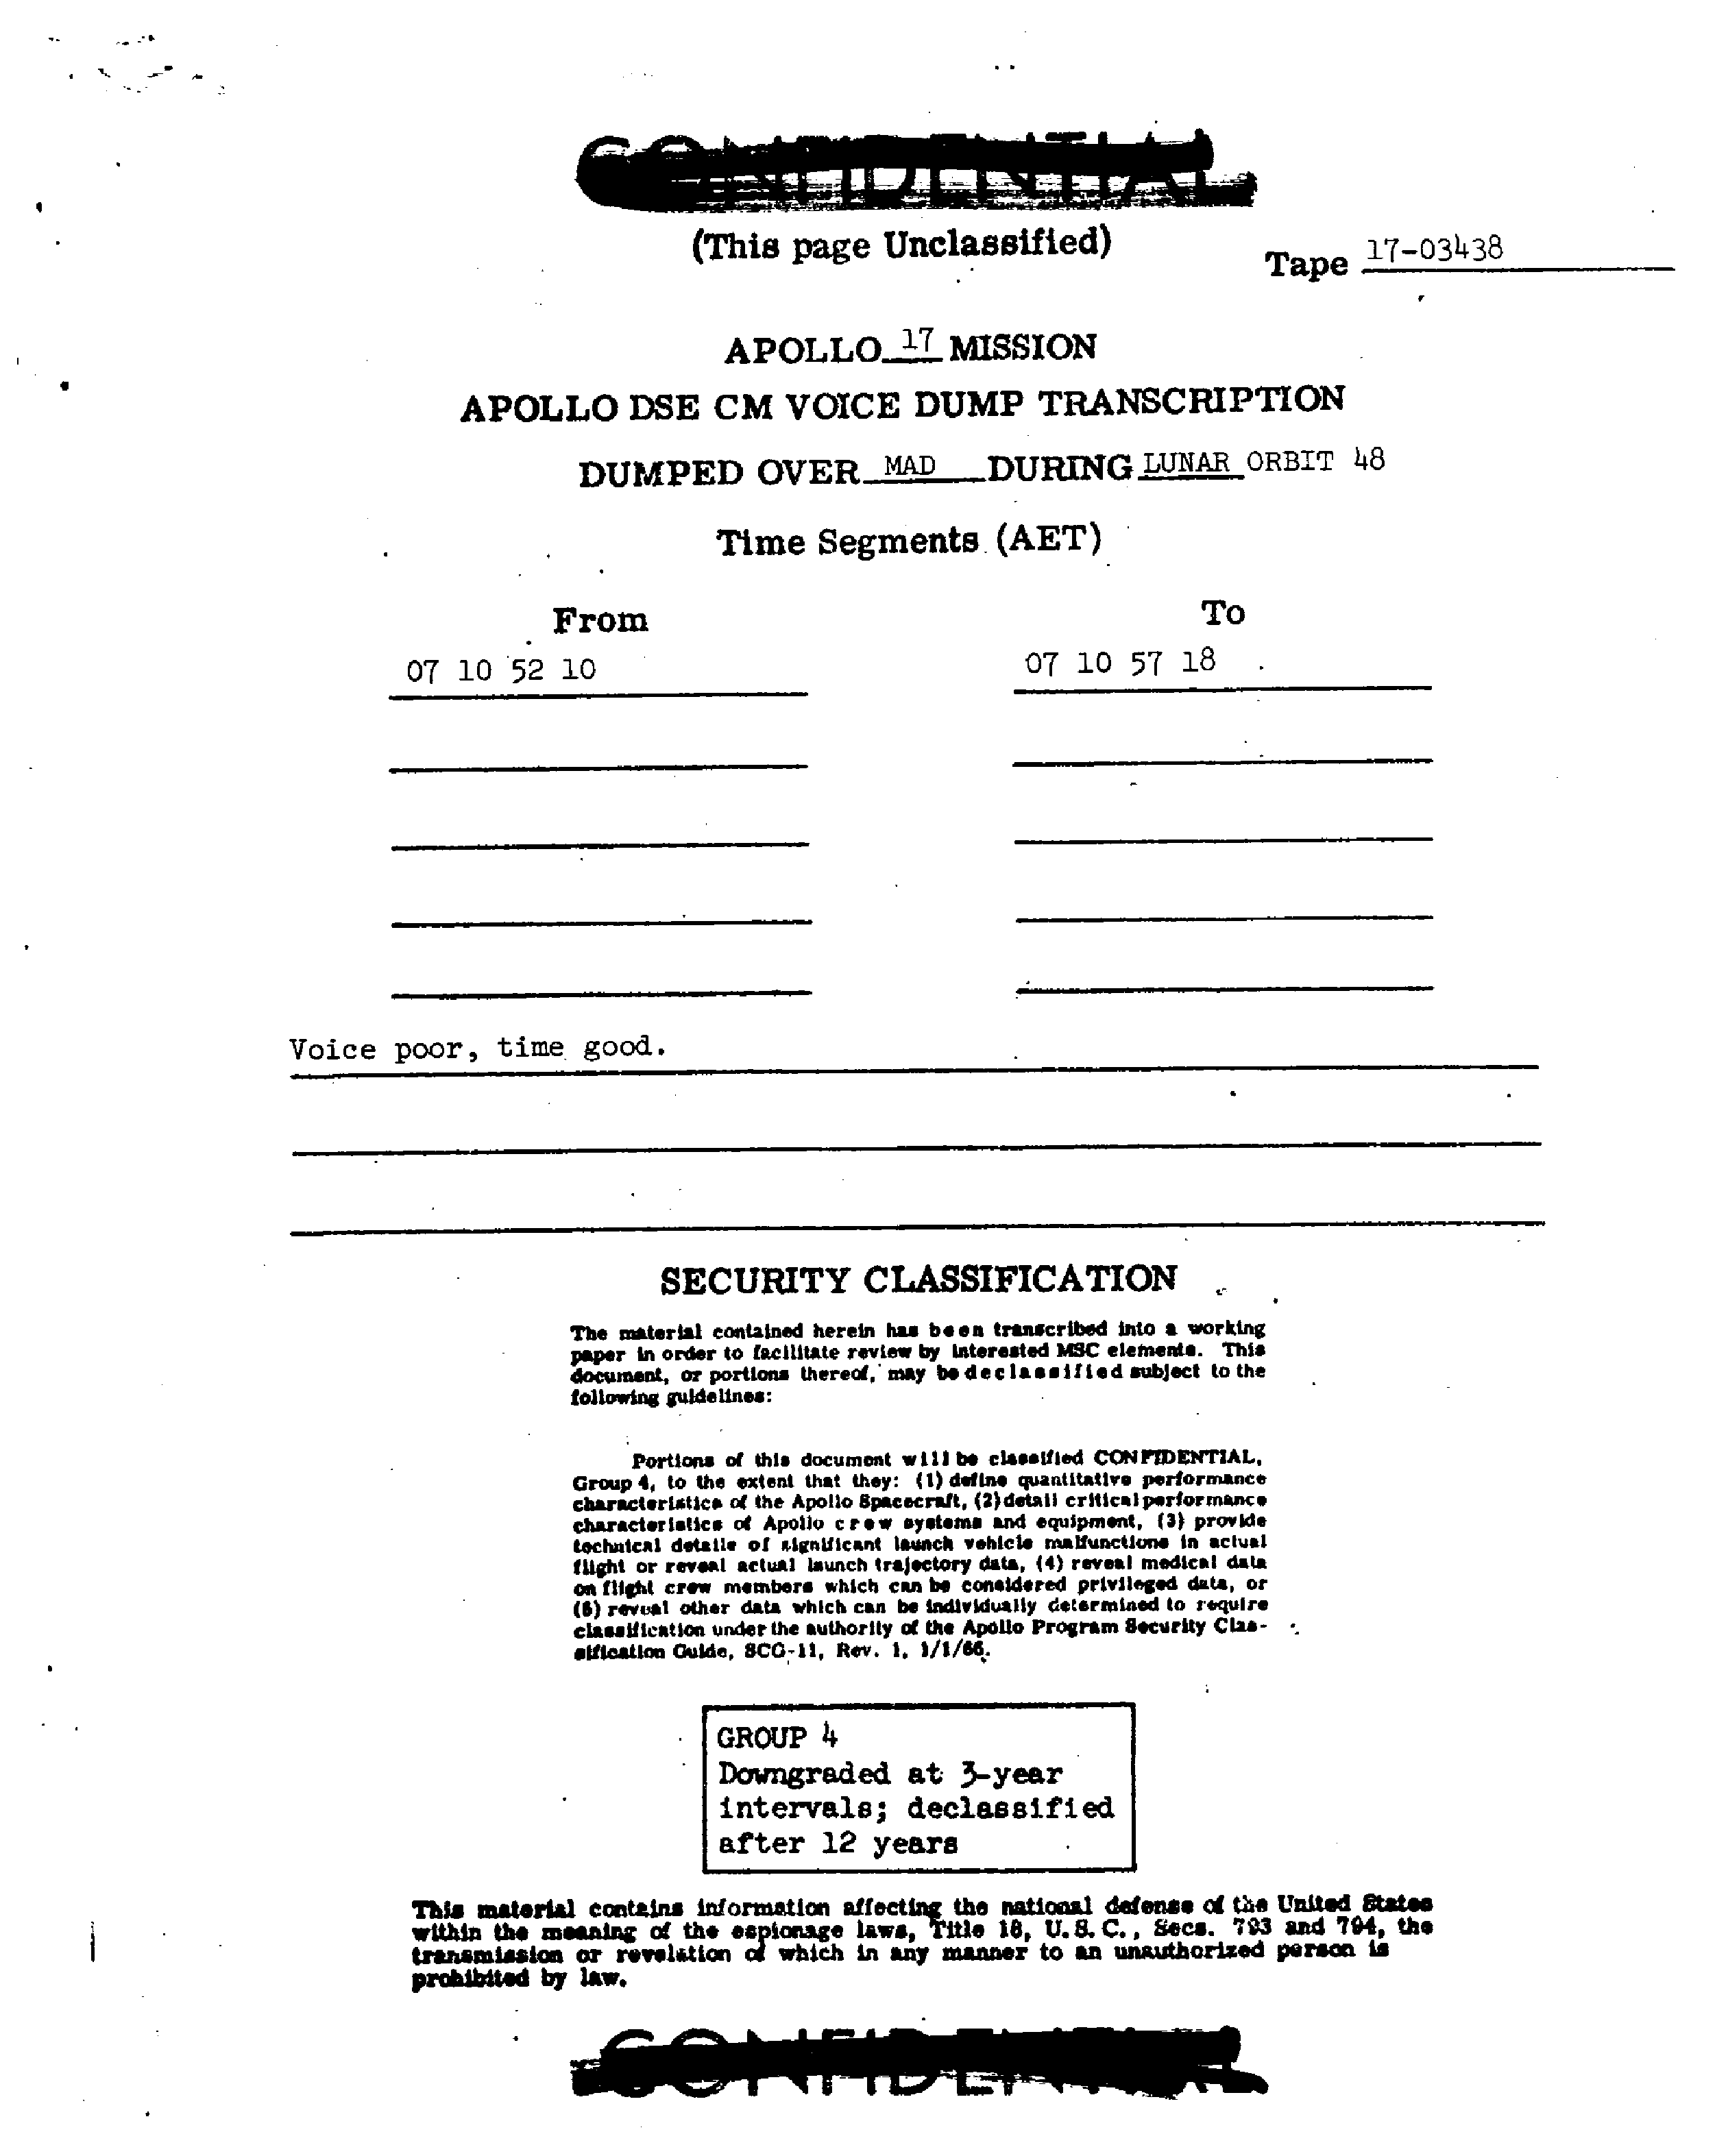 CONFIDENTIAL
(This page Unclassified)
Tape 17-03438
APOLLO 17 MISSION
APOLLO DSE CM VOICE DUMP TRANSCRIPTION
DUMPED OVER MAD DURING LUNAR ORBIT 48
Time Segments (AET)
From To
07 10 52 10 07 10 57 18
Voice poor, time good.
SECURITY CLASSIFICATION
The material contained herein has been transcribed into a working
paper in order to facilitate review by interested MSC elements. This
document, or portions thereof, may be declassified subject to the
following guidelines:
Portions of this document will be classified CONFIDENTIAL,
Group 4, to the extent that they: (1) define quantitative performance
characteristics of the Apollo Spacecraft, (2) detail critical performance
characteristics of Apollo crew systems and equipment, (3) provide
technical details of significant launch vehicle malfunctions in actual
flight or reveal actual launch trajectory data, (4) reveal medical data
on flight crew members which can be considered privileged data, or
(5) reveal other data which can be individually determined to require
classification under the authority of the Apollo Program Security Clas-
sification Guide, SCG-11, Rev. 1, 1/1/66.
GROUP 4
Downgraded at 3-year
intervals; declassified
after 12 years
This material contains information affecting the national defense of the United States
within the meaning of the espionage laws, Title 18, U.S.C., Secs. 793 and 794, the
transmission or revelation of which in any manner to an unauthorized person is
prohibited by law.
CONFIDENTIAL